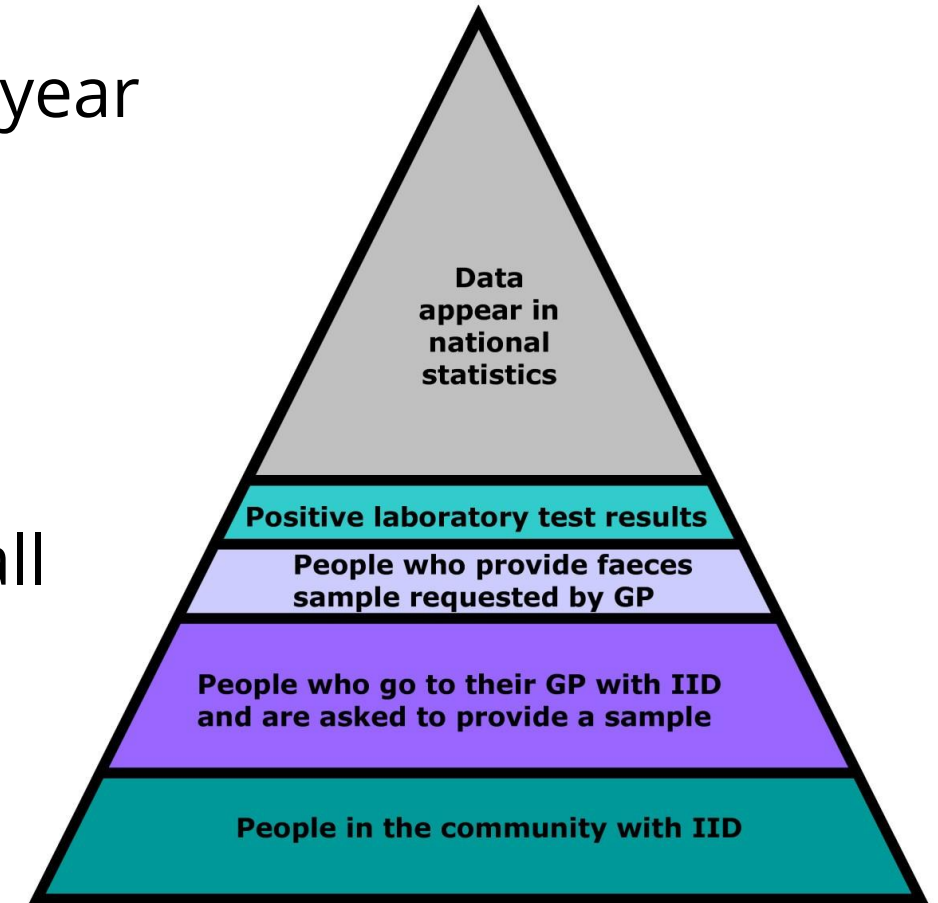 year
Data
appear in
national
statistics
Positive laboratory test results
all
People who provide faeces
sample requested by GP
People who go to their GP with IID
and are asked to provide a sample
People in the community with IID